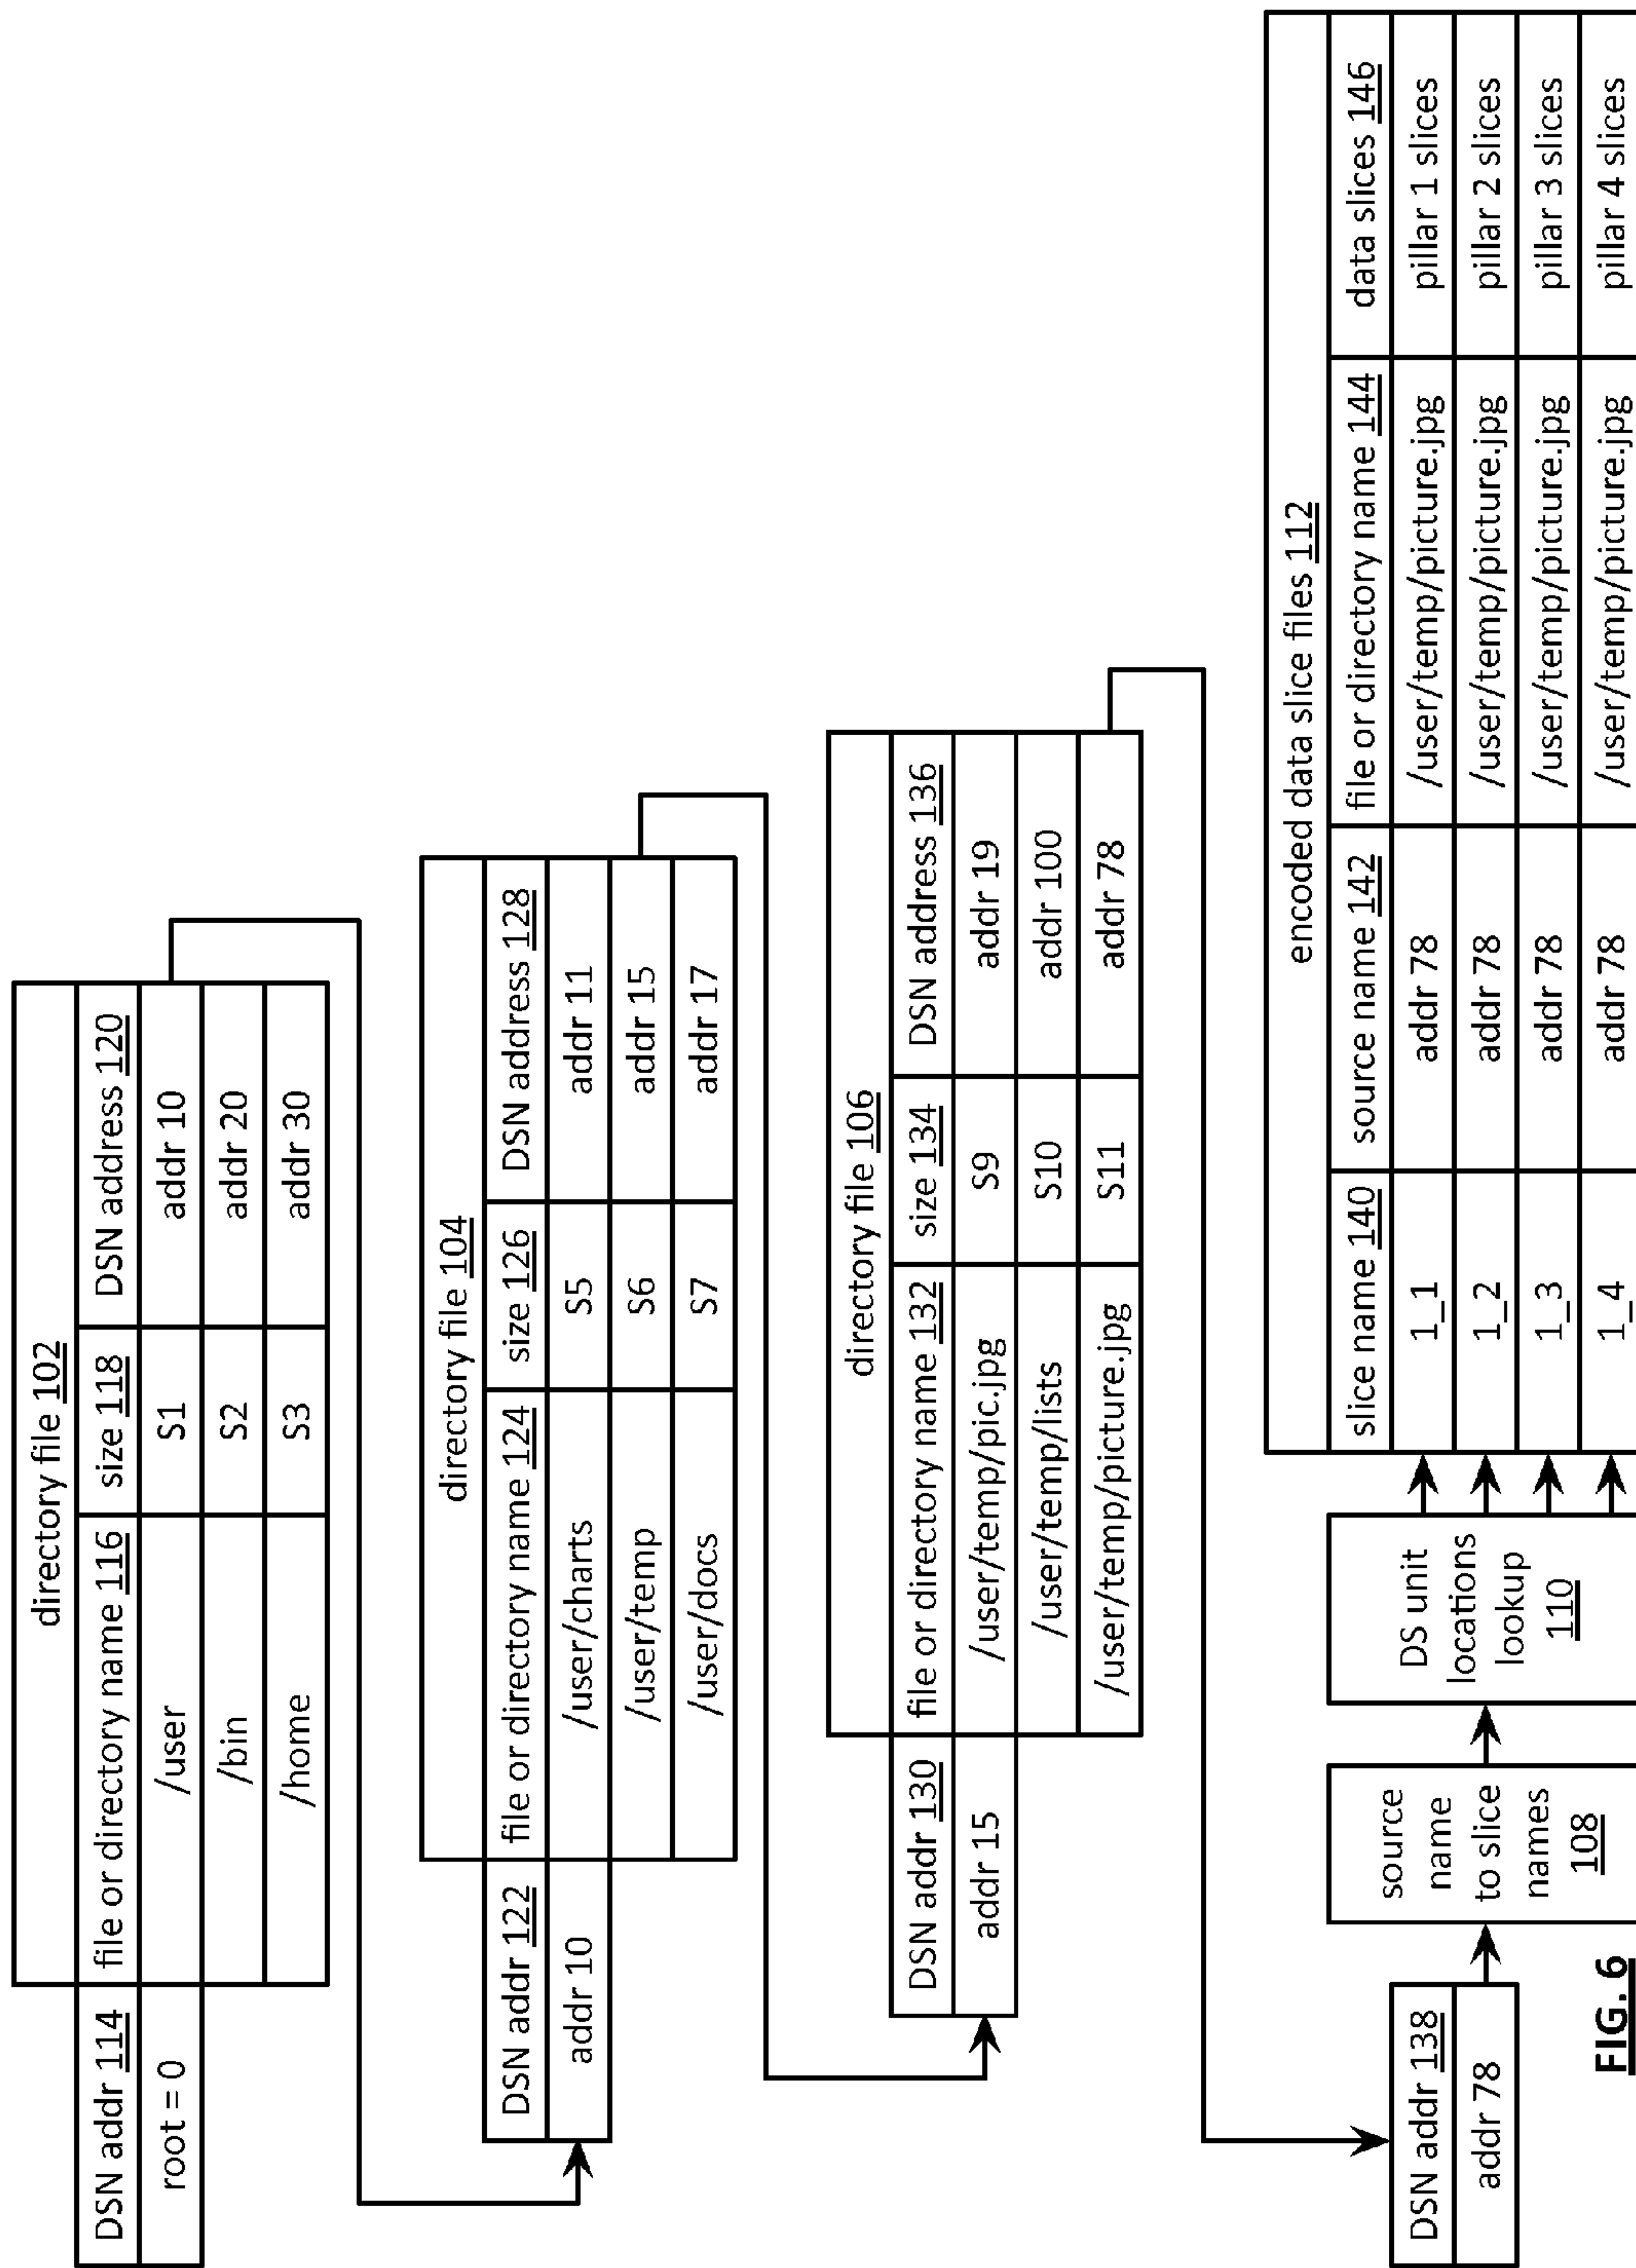 directory file 102
DSN addr 114 file or directory name 116 size 118 DSN address 120
root = 0 /user S1 addr 10
/bin S2 addr 20
/home S3 addr 30
directory file 104
DSN addr 122 file or directory name 124 size 126 DSN address 128
addr 10 /user/charts S5 addr 11
/user/temp S6 addr 15
/user/docs S7 addr 17
directory file 106
DSN addr 130 file or directory name 132 size 134 DSN address 136
addr 15 /user/temp/pic.jpg S9 addr 19
/user/temp/lists S10 addr 100
/user/temp/picture.jpg S11 addr 78
DSN addr 138
addr 78
source
name
to slice
names
108
DS unit
locations
lookup
110
encoded data slice files 112
slice name 140 source name 142 file or directory name 144 data slices 146
1_1 addr 78 /user/temp/picture.jpg pillar 1 slices
1_2 addr 78 /user/temp/picture.jpg pillar 2 slices
1_3 addr 78 /user/temp/picture.jpg pillar 3 slices
1_4 addr 78 /user/temp/picture.jpg pillar 4 slices
FIG. 6